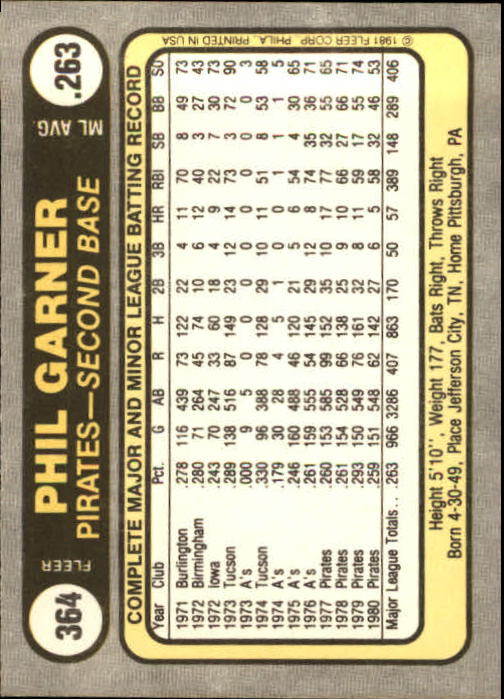 364
FLEER
PHIL GARNER
PIRATES—SECOND BASE
ML AVG.
.263
COMPLETE MAJOR AND MINOR LEAGUE BATTING RECORD
Year Club Pct. G AB R H 2B 3B HR RBI SB BB SO
1971 Burlington .278 116 439 73 122 22 4 11 70 8 49 73
1972 Birmingham .280 71 264 45 74 10 6 12 40 3 27 43
1972 Iowa .243 70 247 33 60 18 4 9 22 7 30 73
1973 Tucson .289 138 516 87 149 23 12 14 73 3 72 90
1973 A's .000 9 5 0 0 0 0 0 0 0 0 3
1974 Tucson .330 96 388 78 128 29 10 11 51 8 53 58
1974 A's .179 30 28 4 5 1 0 0 1 1 1 5
1975 A's .246 160 488 46 120 21 5 6 54 4 30 65
1976 A's .261 159 555 54 145 29 12 8 74 35 36 71
1977 Pirates .260 153 585 99 152 35 10 17 77 32 55 65
1978 Pirates .261 154 528 66 138 25 9 10 66 27 66 71
1979 Pirates .293 150 549 76 161 32 8 11 59 17 55 74
1980 Pirates .259 151 548 62 142 27 6 5 58 32 46 53
Major League Totals . . .263 966 3286 407 863 170 50 57 389 148 289 406
Height 5'10", Weight 177, Bats Right, Throws Right
Born 4-30-49, Place Jefferson City, TN, Home Pittsburgh, PA
© 1981 FLEER CORP., PHILA., PRINTED IN USA